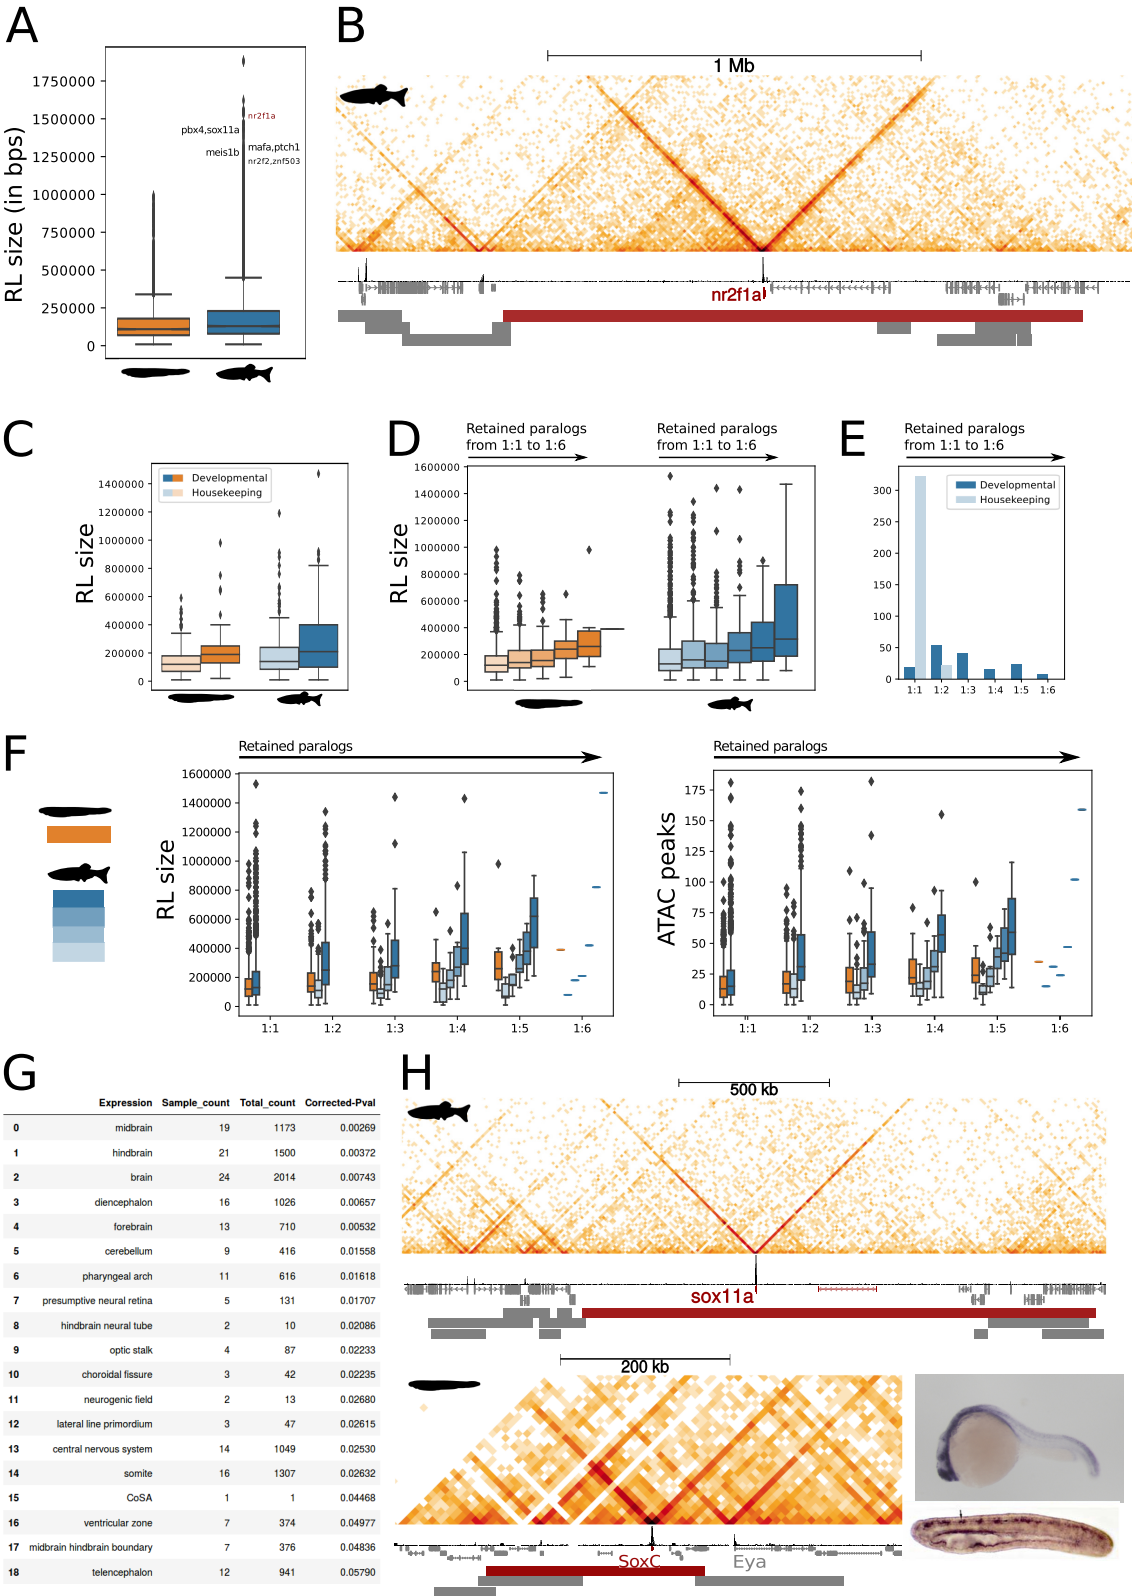 A
RL size (in bps)
1750000
1500000
1250000
1000000
750000
500000
250000
0
nr2f1a
pbx4,sox11a
meis1b
mafa,ptch1
nr2f2,znf503
B
1 Mb
nr2f1a
C
RL size
1400000
1200000
1000000
800000
600000
400000
200000
0
Developmental
Housekeeping
D
Retained paralogs
from 1:1 to 1:6
Retained paralogs
from 1:1 to 1:6
RL size
1600000
1400000
1200000
1000000
800000
600000
400000
200000
0
E
Retained paralogs
from 1:1 to 1:6
300
250
200
150
100
50
0
Developmental
Housekeeping
1:1 1:2 1:3 1:4 1:5 1:6
F
Retained paralogs
RL size
1600000
1400000
1200000
1000000
800000
600000
400000
200000
0
1:1 1:2 1:3 1:4 1:5 1:6
Retained paralogs
ATAC peaks
175
150
125
100
75
50
25
0
1:1 1:2 1:3 1:4 1:5 1:6
G
Expression Sample_count Total_count Corrected-Pval
0 midbrain 19 1173 0.00269
1 hindbrain 21 1500 0.00372
2 brain 24 2014 0.00743
3 diencephalon 16 1026 0.00657
4 forebrain 13 710 0.00532
5 cerebellum 9 416 0.01558
6 pharyngeal arch 11 616 0.01618
7 presumptive neural retina 5 131 0.01707
8 hindbrain neural tube 2 10 0.02086
9 optic stalk 4 87 0.02233
10 choroidal fissure 3 42 0.02235
11 neurogenic field 2 13 0.02680
12 lateral line primordium 3 47 0.02615
13 central nervous system 14 1049 0.02530
14 somite 16 1307 0.02632
15 CoSA 1 1 0.04468
16 ventricular zone 7 374 0.04977
17 midbrain hindbrain boundary 7 376 0.04836
18 telencephalon 12 941 0.05790
H
500 kb
sox11a
200 kb
SoxC
Eya